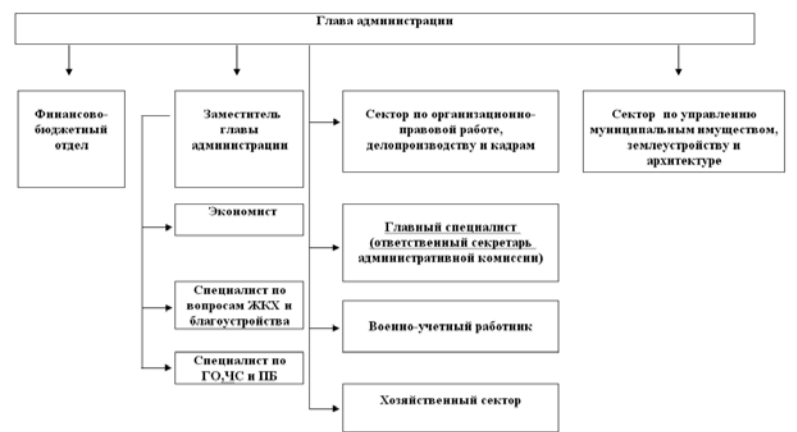 Глава администрации
Финансово-
бюджетный
отдел
Заместитель
главы
администрации
Сектор по организационно-
правовой работе,
делопроизводству и кадрам
Сектор по управлению
муниципальным имуществом,
землеустройству и
архитектуре
Экономист
Главный специалист
(ответственный секретарь
административной комиссии)
Специалист по
вопросам ЖКХ и
благоустройства
Военно-учетный работник
Специалист по
ГО,ЧС и ПБ
Хозяйственный сектор